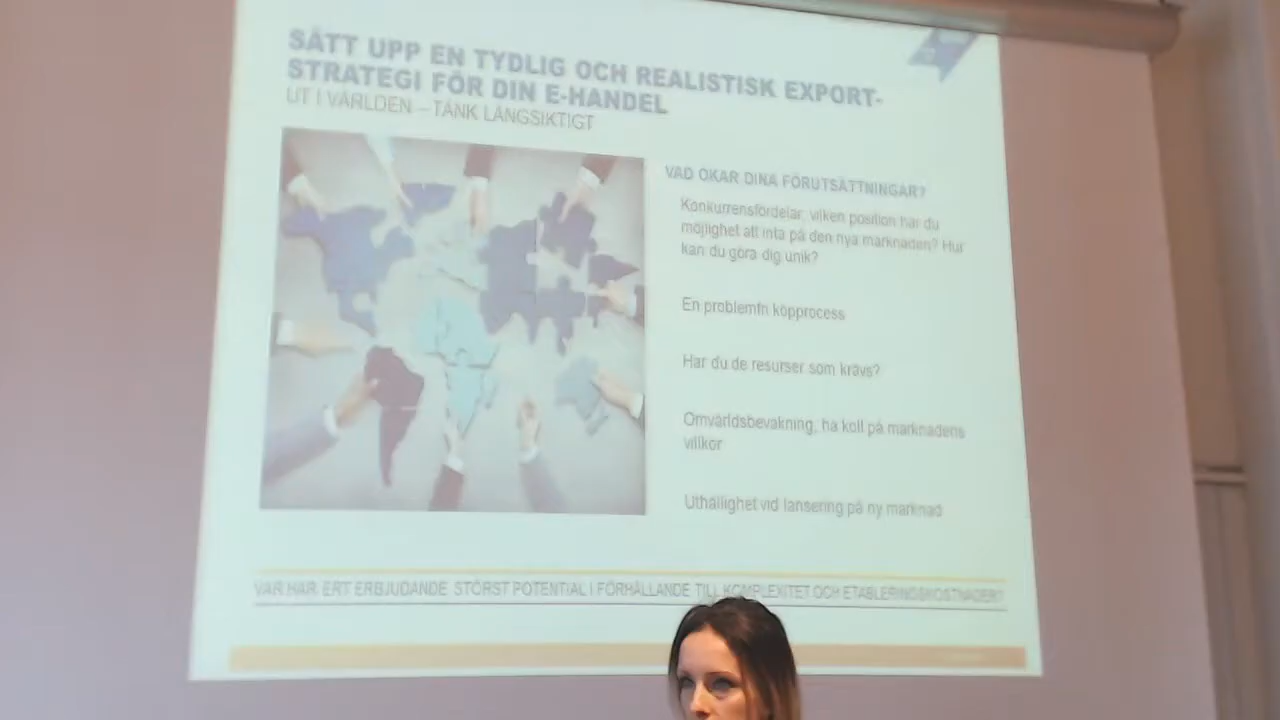 SÄTT UPP EN TYDLIG OCH REALISTISK EXPORT-
STRATEGI FÖR DIN E-HANDEL
UT I VÄRLDEN – TÄNK LÅNGSIKTIGT
VAD ÖKAR DINA FÖRUTSÄTTNINGAR?
Konkurrensfördelar, vilken position har du
möjlighet att inta på den nya marknaden? Hur
kan du göra dig unik?
En problemfri köpprocess
Har du de resurser som krävs?
Omvärldsbevakning, ha koll på marknadens
villkor
Uthållighet vid lansering på ny marknad
VAR HAR ERT ERBJUDANDE STÖRST POTENTIAL I FÖRHÅLLANDE TILL KOMPLEXITET OCH ETABLERINGSKOSTNADER?